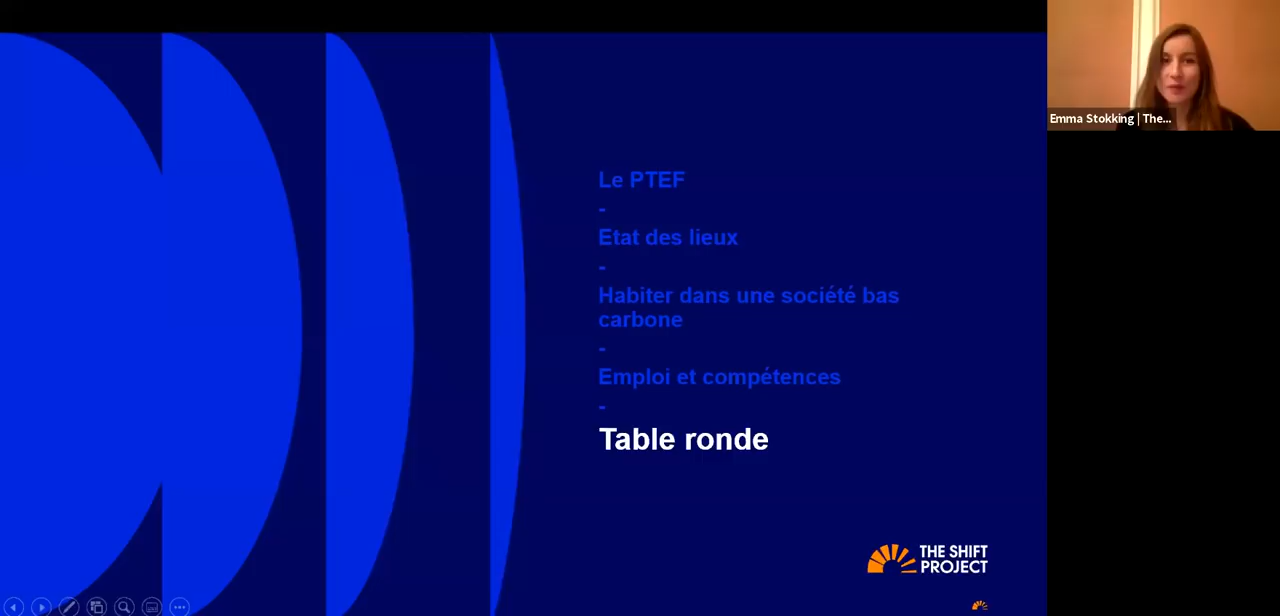 Emma Stokking | The...
Le PTEF
-
Etat des lieux
-
Habiter dans une société bas
carbone
-
Emploi et compétences
-
Table ronde
THE SHIFT
PROJECT